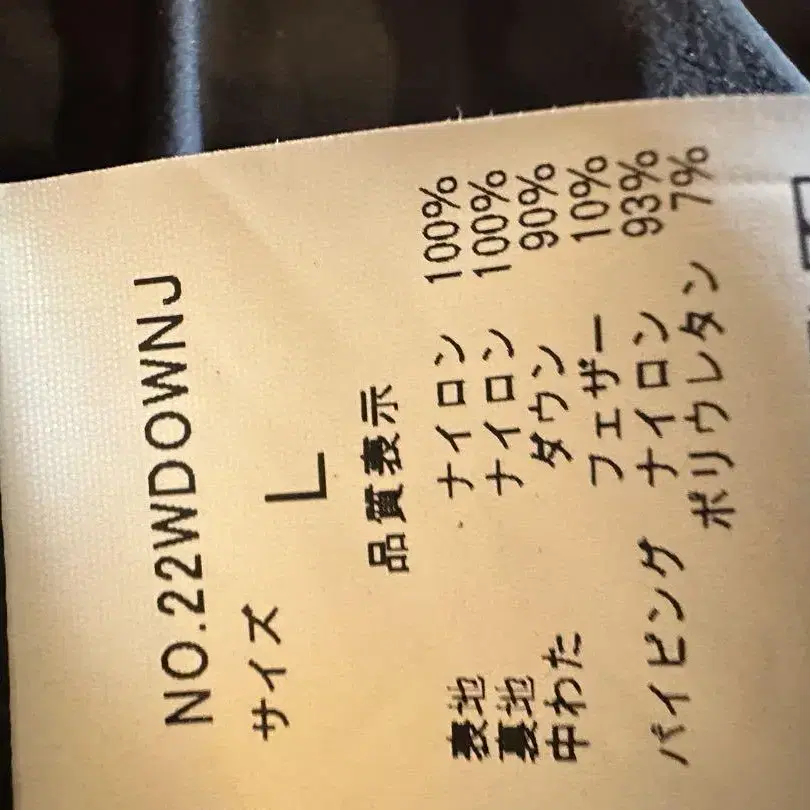 NO.22WDOWNJ
サイズ L
品質表示
表地 ナイロン 100%
裏地 ナイロン 100%
中わた ダウン 90%
フェザー 10%
パイピング ナイロン 93%
ポリウレタン 7%